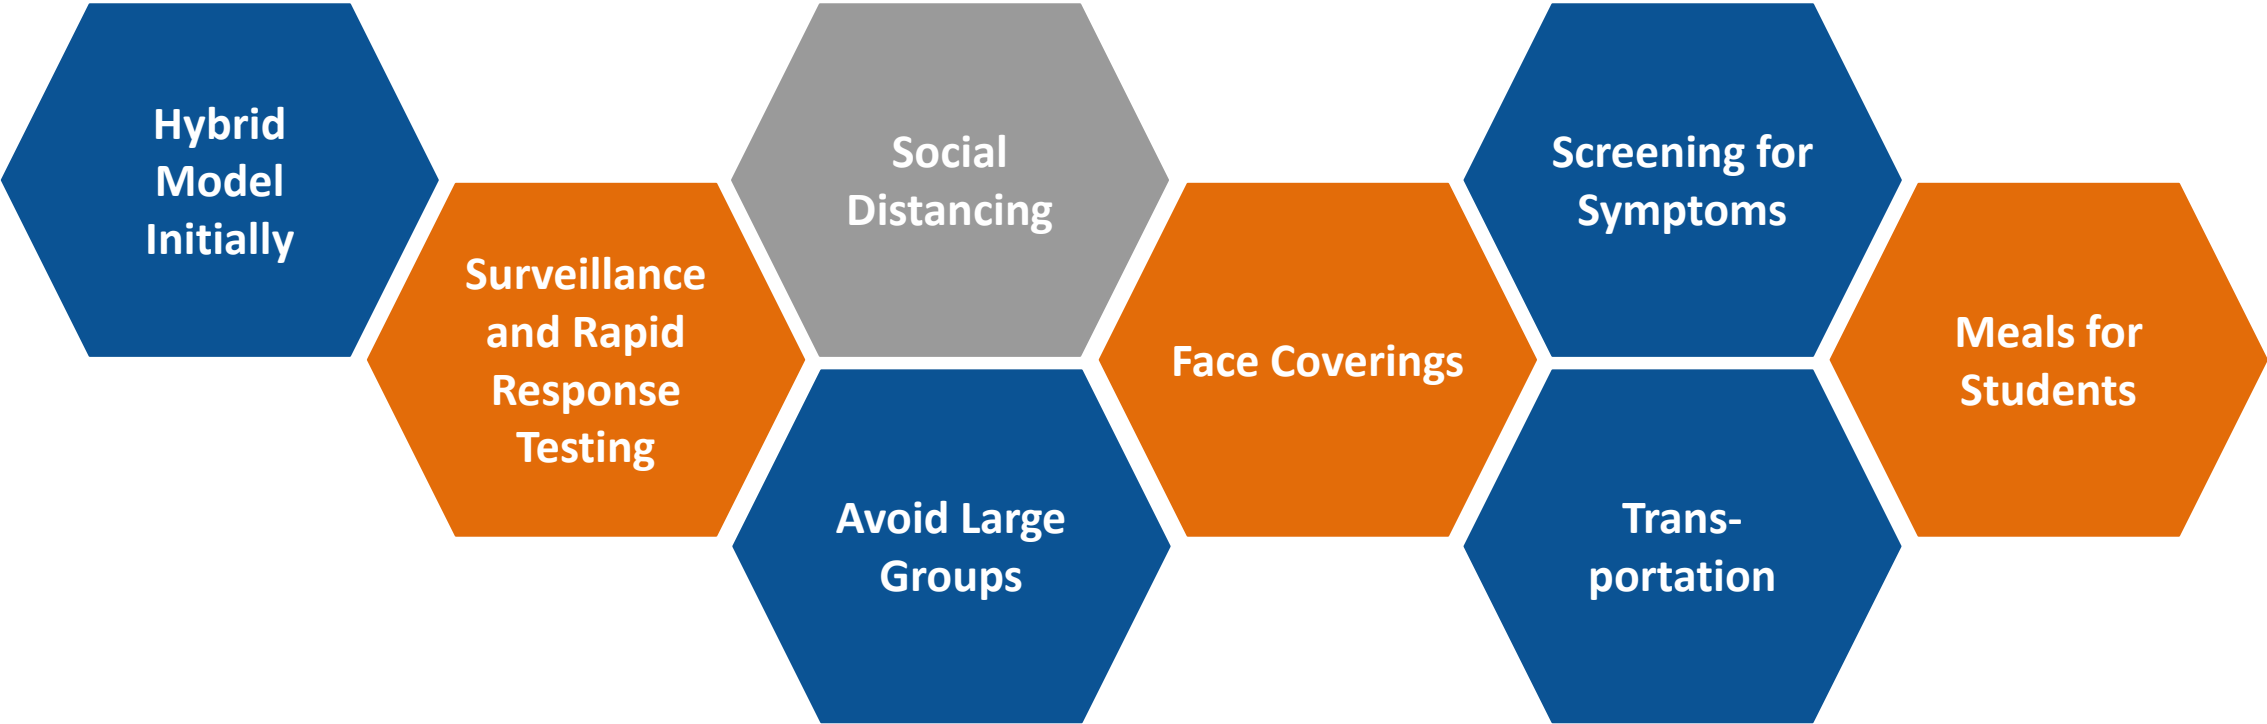 Hybrid
Model
Initially
Surveillance
and Rapid
Response
Testing
Social
Distancing
Avoid Large
Groups
Face Coverings
Screening for
Symptoms
Trans-
portation
Meals for
Students